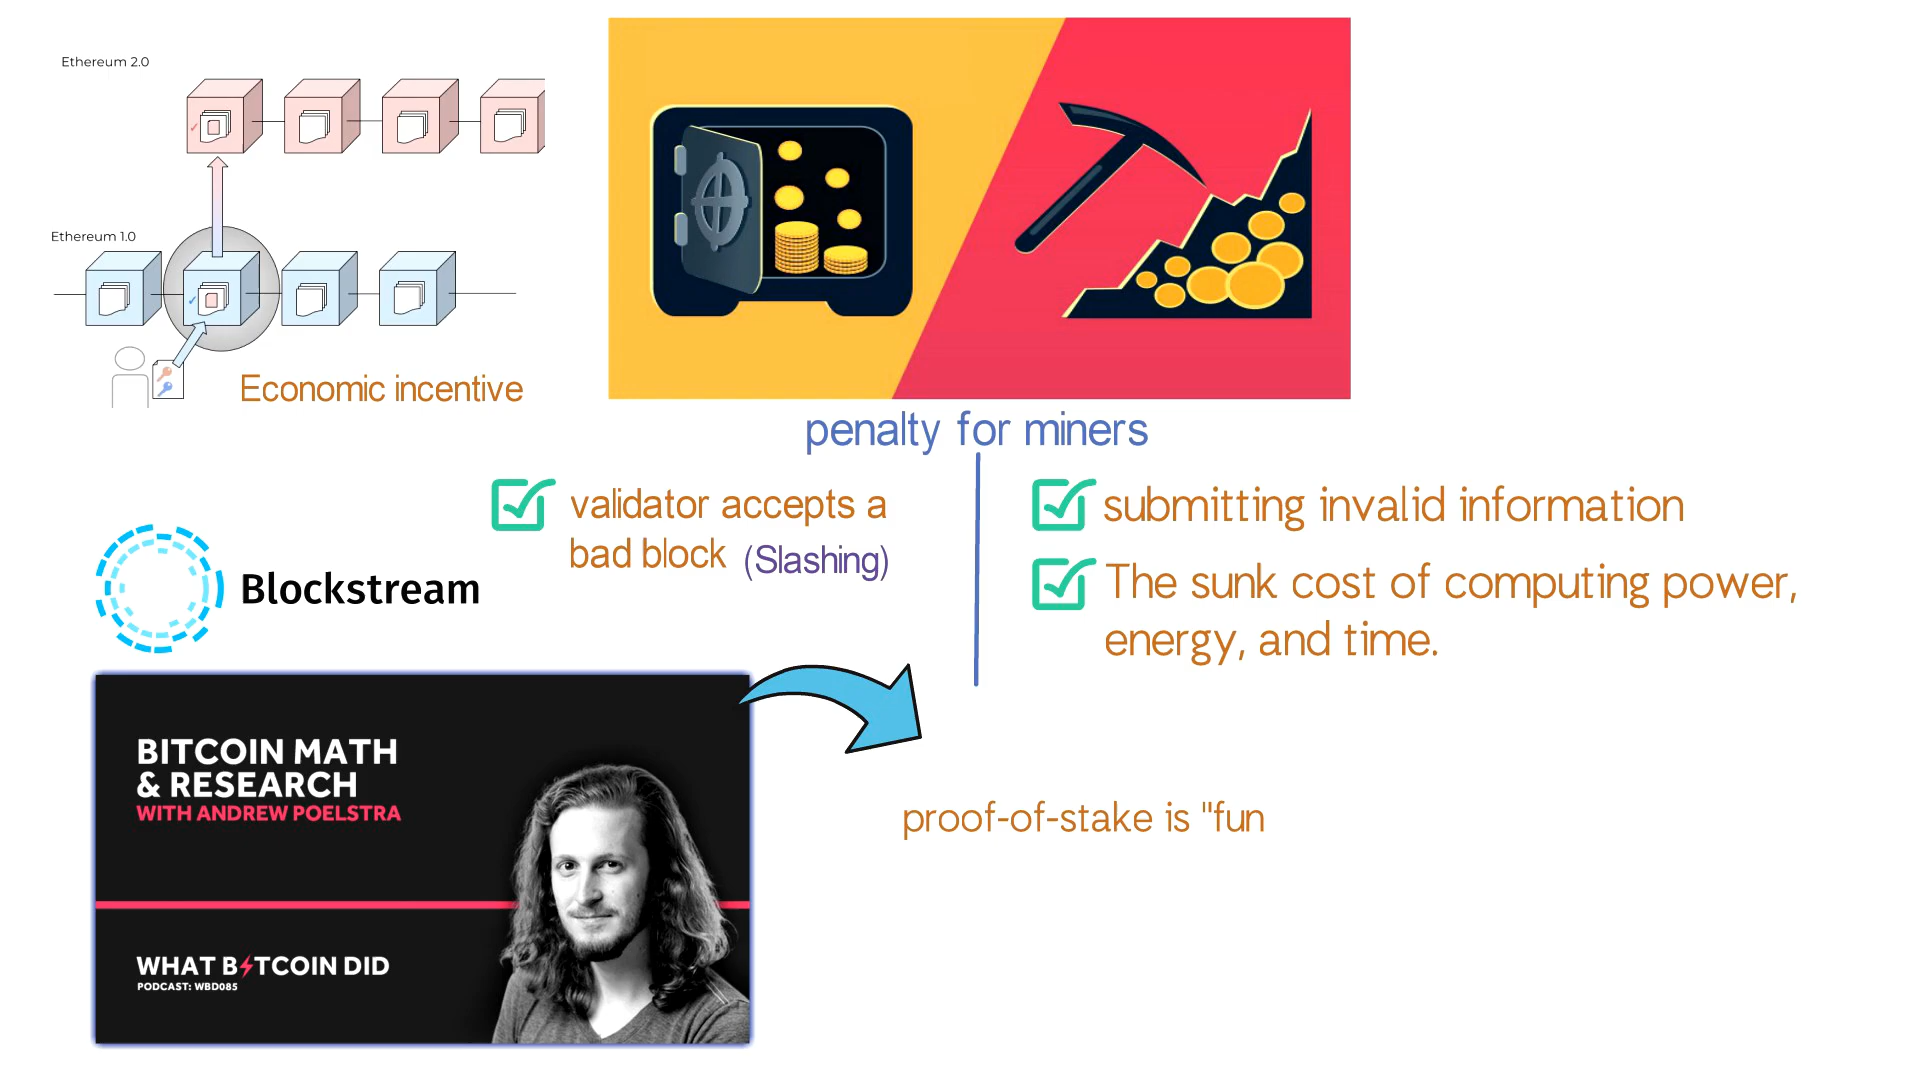 Ethereum 2.0
Ethereum 1.0
Economic incentive
penalty for miners
validator accepts a
bad block (Slashing)
submitting invalid information
The sunk cost of computing power,
energy, and time.
Blockstream
BITCOIN MATH
& RESEARCH
WITH ANDREW POELSTRA
WHAT B TCOIN DID
PODCAST: WBD085
proof-of-stake is "fun